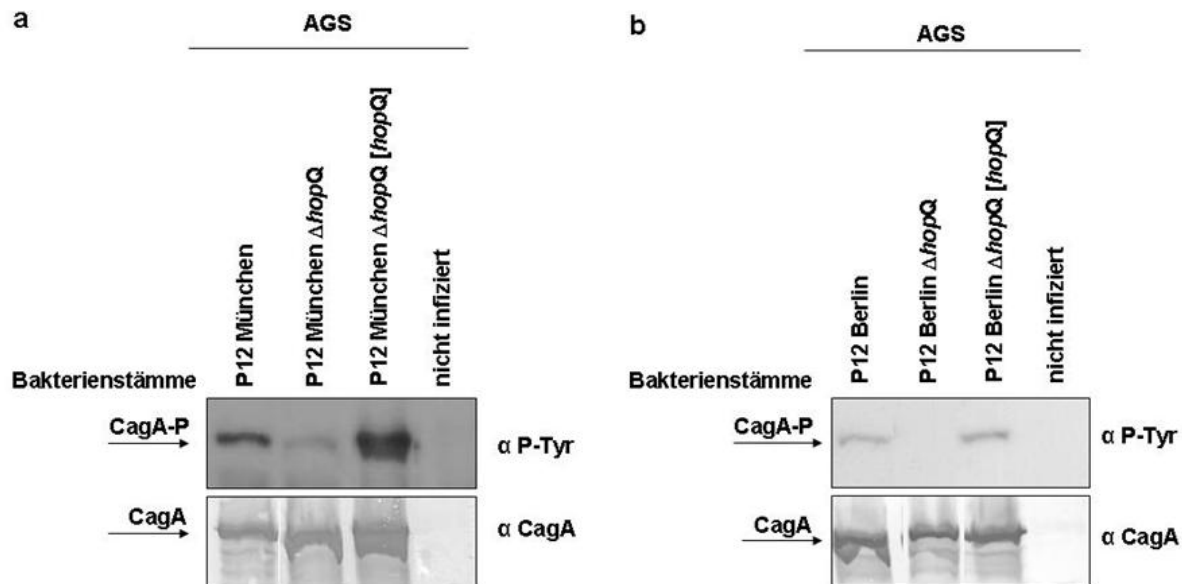 a
AGS
P12 München
P12 München ΔhopQ
P12 München ΔhopQ [hopQ]
nicht infiziert
Bakterienstämme
CagA-P
α P-Tyr
CagA
α CagA
b
AGS
P12 Berlin
P12 Berlin ΔhopQ
P12 Berlin ΔhopQ [hopQ]
nicht infiziert
Bakterienstämme
CagA-P
α P-Tyr
CagA
α CagA